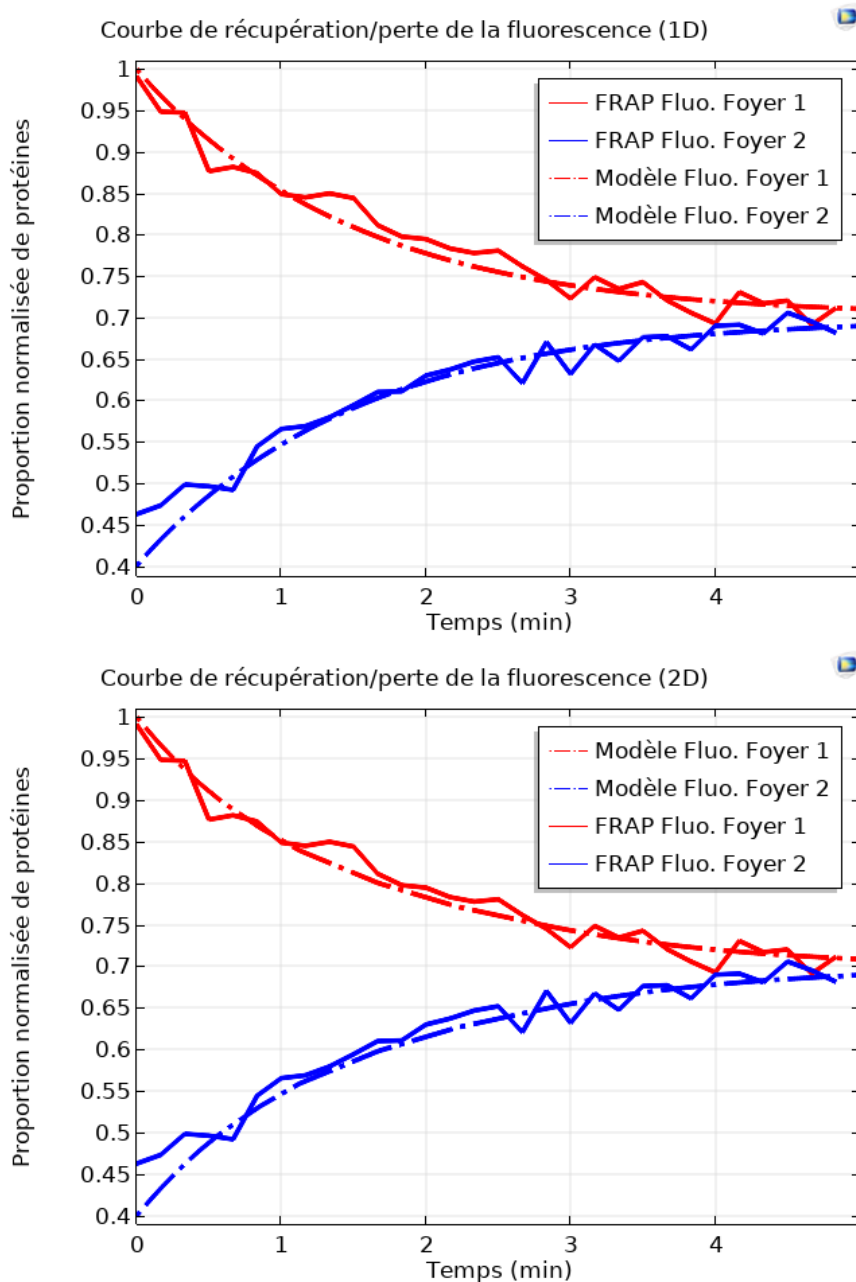 Courbe de récupération/perte de la fluorescence (1D)
1
0.95
0.9
0.85
0.8
0.75
0.7
0.65
0.6
0.55
0.5
0.45
0.4
Proportion normalisée de protéines
FRAP Fluo. Foyer 1
FRAP Fluo. Foyer 2
Modèle Fluo. Foyer 1
Modèle Fluo. Foyer 2
0 1 2 3 4
Temps (min)
Courbe de récupération/perte de la fluorescence (2D)
1
0.95
0.9
0.85
0.8
0.75
0.7
0.65
0.6
0.55
0.5
0.45
0.4
Proportion normalisée de protéines
Modèle Fluo. Foyer 1
Modèle Fluo. Foyer 2
FRAP Fluo. Foyer 1
FRAP Fluo. Foyer 2
0 1 2 3 4
Temps (min)